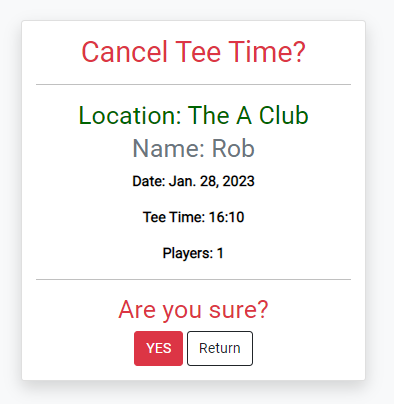 Cancel Tee Time?
Location: The A Club
Name: Rob
Date: Jan. 28, 2023
Tee Time: 16:10
Players: 1
Are you sure?
YES Return